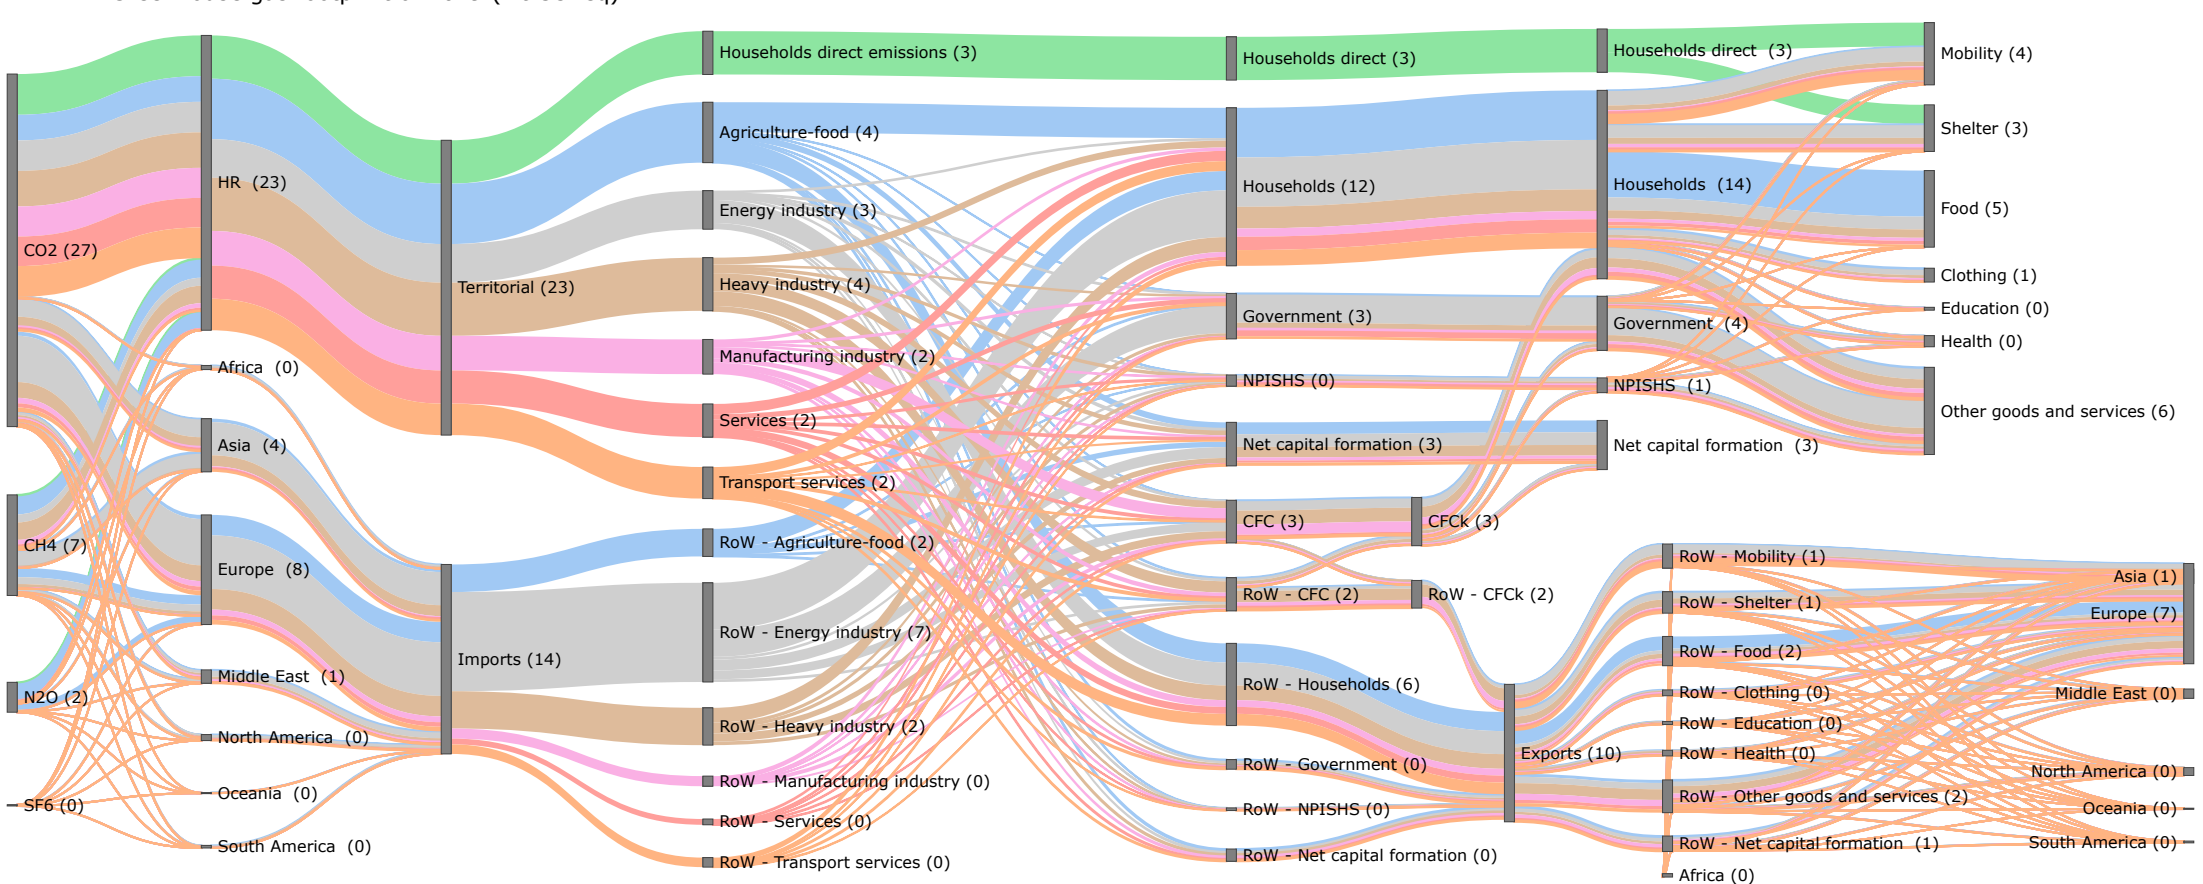 CO2 (27)
CH4 (7)
N2O (2)
SF6 (0)
HR (23)
Africa (0)
Asia (4)
Europe (8)
Middle East (1)
North America (0)
Oceania (0)
South America (0)
Territorial (23)
Imports (14)
Households direct emissions (3)
Agriculture-food (4)
Energy industry (3)
Heavy industry (4)
Manufacturing industry (2)
Services (2)
Transport services (2)
RoW - Agriculture-food (2)
RoW - Energy industry (7)
RoW - Heavy industry (2)
RoW - Manufacturing industry (0)
RoW - Services (0)
RoW - Transport services (0)
Households direct (3)
Households (12)
Government (3)
NPISHS (0)
Net capital formation (3)
CFC (3)
RoW - CFC (2)
RoW - Households (6)
RoW - Government (0)
RoW - NPISHS (0)
RoW - Net capital formation (0)
CFCk (3)
RoW - CFCk (2)
Exports (10)
Households direct (3)
Households (14)
Government (4)
NPISHS (1)
Net capital formation (3)
RoW - Mobility (1)
RoW - Shelter (1)
RoW - Food (2)
RoW - Clothing (0)
RoW - Education (0)
RoW - Health (0)
RoW - Other goods and services (2)
RoW - Net capital formation (1)
Africa (0)
Mobility (4)
Shelter (3)
Food (5)
Clothing (1)
Education (0)
Health (0)
Other goods and services (6)
Asia (1)
Europe (7)
Middle East (0)
North America (0)
Oceania (0)
South America (0)